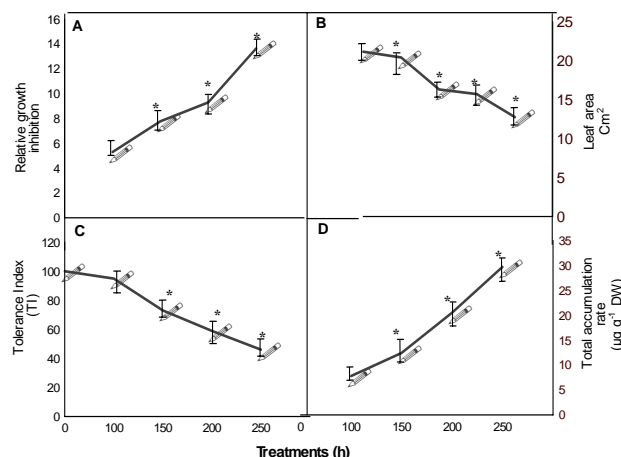 A
16
14
12
10
8
6
4
2
0
Relative growth
inhibition
* * * *
B
25
20
15
10
5
0
Leaf area
Cm²
* * * * *
C
120
100
80
60
40
20
0
Tolerance Index
(TI)
* * * *
0 100 150 200 250
D
35
30
25
20
15
10
5
0
Total accumulation
rate
(µg g⁻¹ DW)
* * *
0 100 150 200 250
Treatments (h)